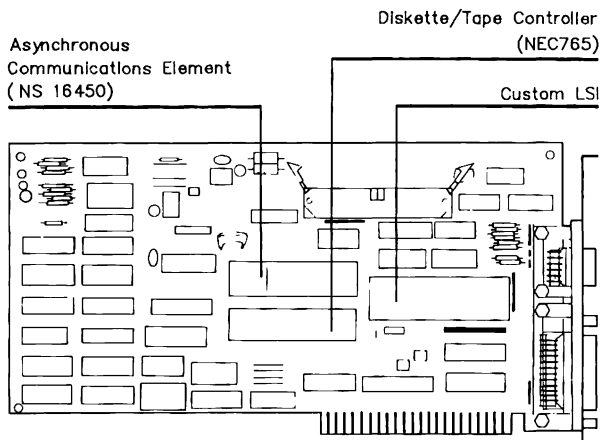 Diskette/Tape Controller
(NEC765)
Asynchronous
Communications Element
(NS 16450)
Custom LSI